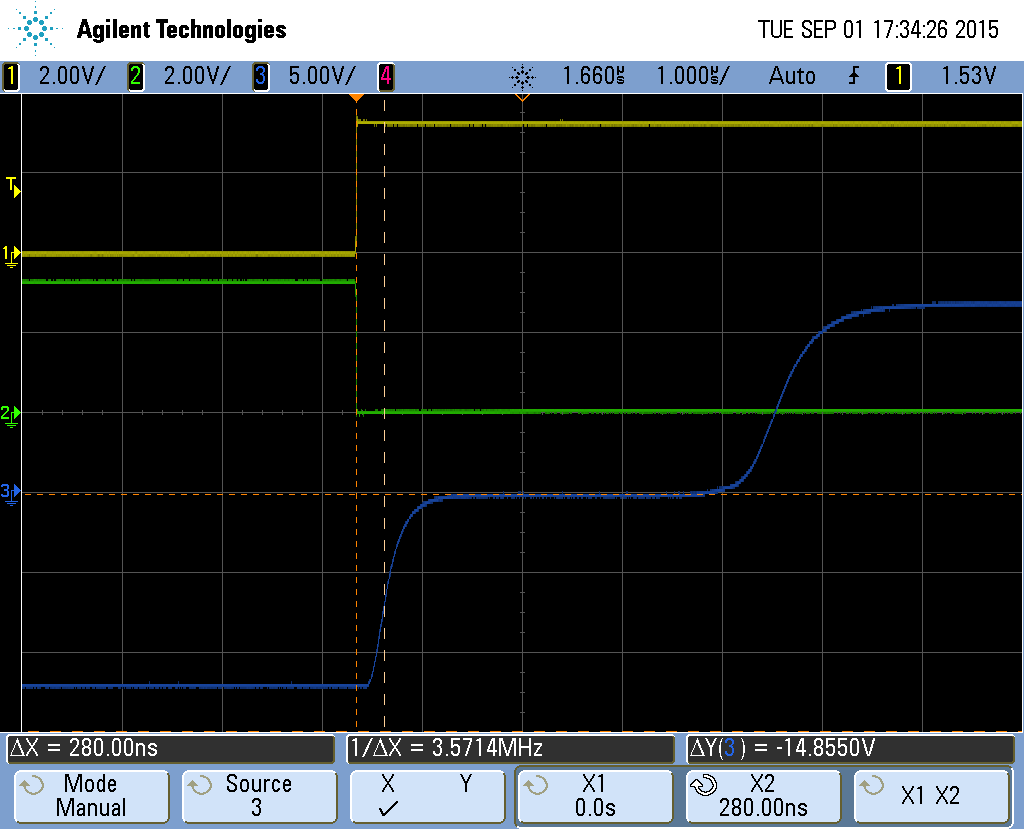 Agilent Technologies TUE SEP 01 17:34:26 2015
1 2.00V/ 2 2.00V/ 3 5.00V/ 4 1.660µs 1.000µs/ Auto 1 1.53V
T
1
2
3
ΔX = 280.00ns 1/ΔX = 3.5714MHz ΔY(3) = -14.8550V
Mode Source X Y X1 X2 X1 X2
Manual 3 ✓ 0.0s 280.00ns